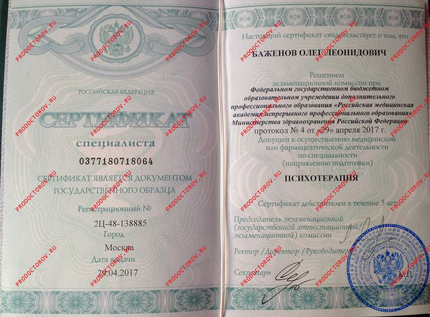 РОССИЙСКАЯ ФЕДЕРАЦИЯ
СЕРТИФИКАТ
специалиста
0377180718064
СЕРТИФИКАТ ЯВЛЯЕТСЯ ДОКУМЕНТОМ
ГОСУДАРСТВЕННОГО ОБРАЗЦА
Регистрационный №
2Ц-48-138885
Город
Москва
Дата выдачи
29.04.2017
Настоящий сертификат свидетельствует о том, что
БАЖЕНОВ ОЛЕГ ЛЕОНИДОВИЧ
Решением
экзаменационной комиссии при
Федеральном государственном бюджетном
образовательном учреждении дополнительного
профессионального образования «Российская медицинская
академия непрерывного профессионального образования»
Министерства здравоохранения Российской Федерации
протокол № 4 от «29» апреля 2017 г.
Допущен к осуществлению медицинской
или фармацевтической деятельности
по специальности
(направлению подготовки)
ПСИХОТЕРАПИЯ
Сертификат действителен в течение 5 лет
Председатель экзаменационной
(государственной аттестационной,
экзаменационной) комиссии
Ректор / Директор / Руководитель
Секретарь
PRODOCTOROV.RU